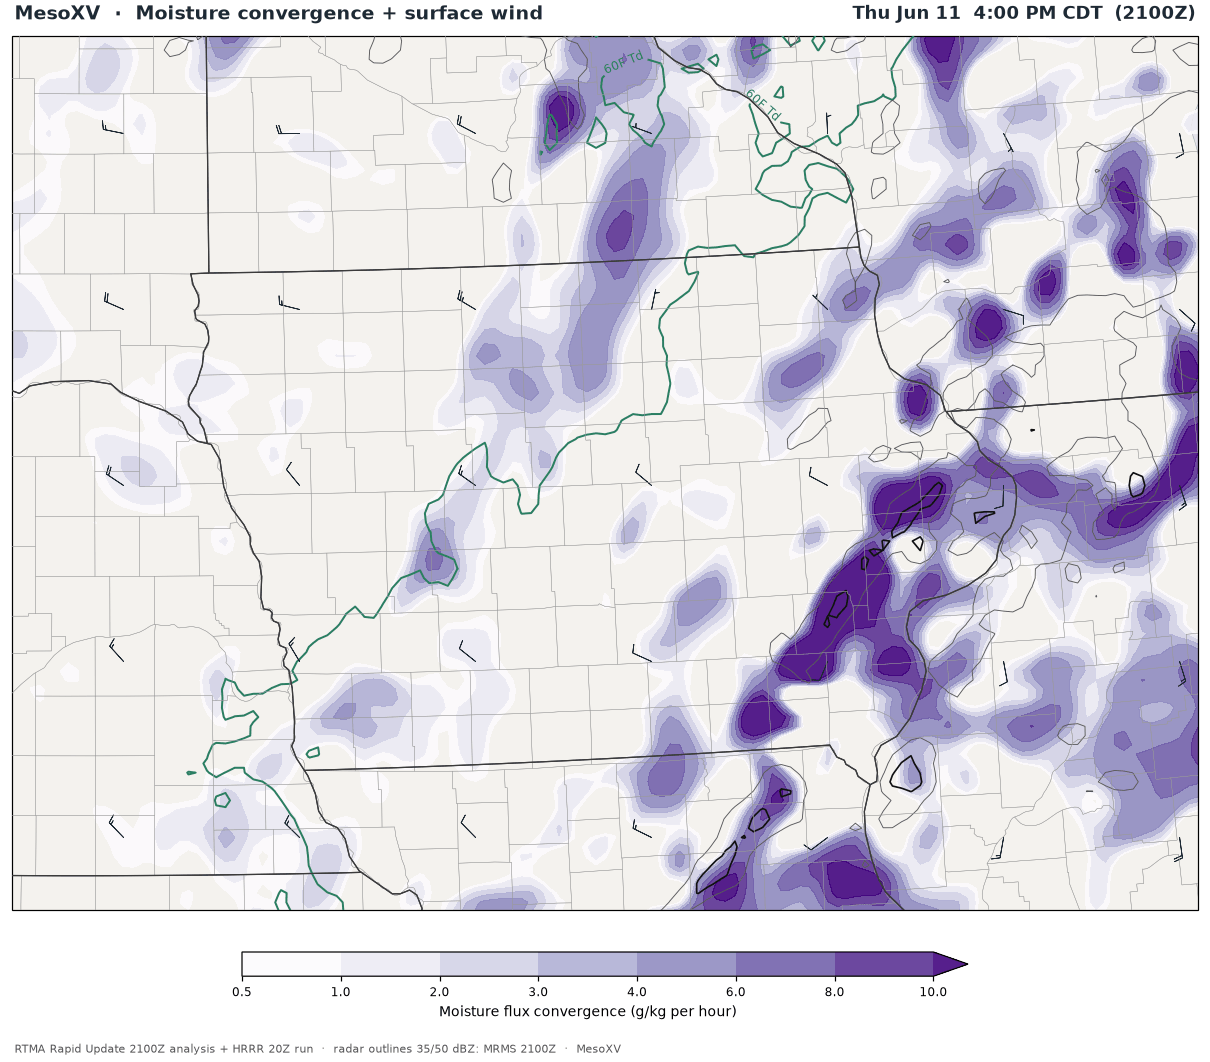 MesoXV · Moisture convergence + surface wind
Thu Jun 11 4:00 PM CDT (2100Z)
60F Td
60F Td
0.5 1.0 2.0 3.0 4.0 6.0 8.0 10.0
Moisture flux convergence (g/kg per hour)
RTMA Rapid Update 2100Z analysis + HRRR 20Z run · radar outlines 35/50 dBZ: MRMS 2100Z · MesoXV